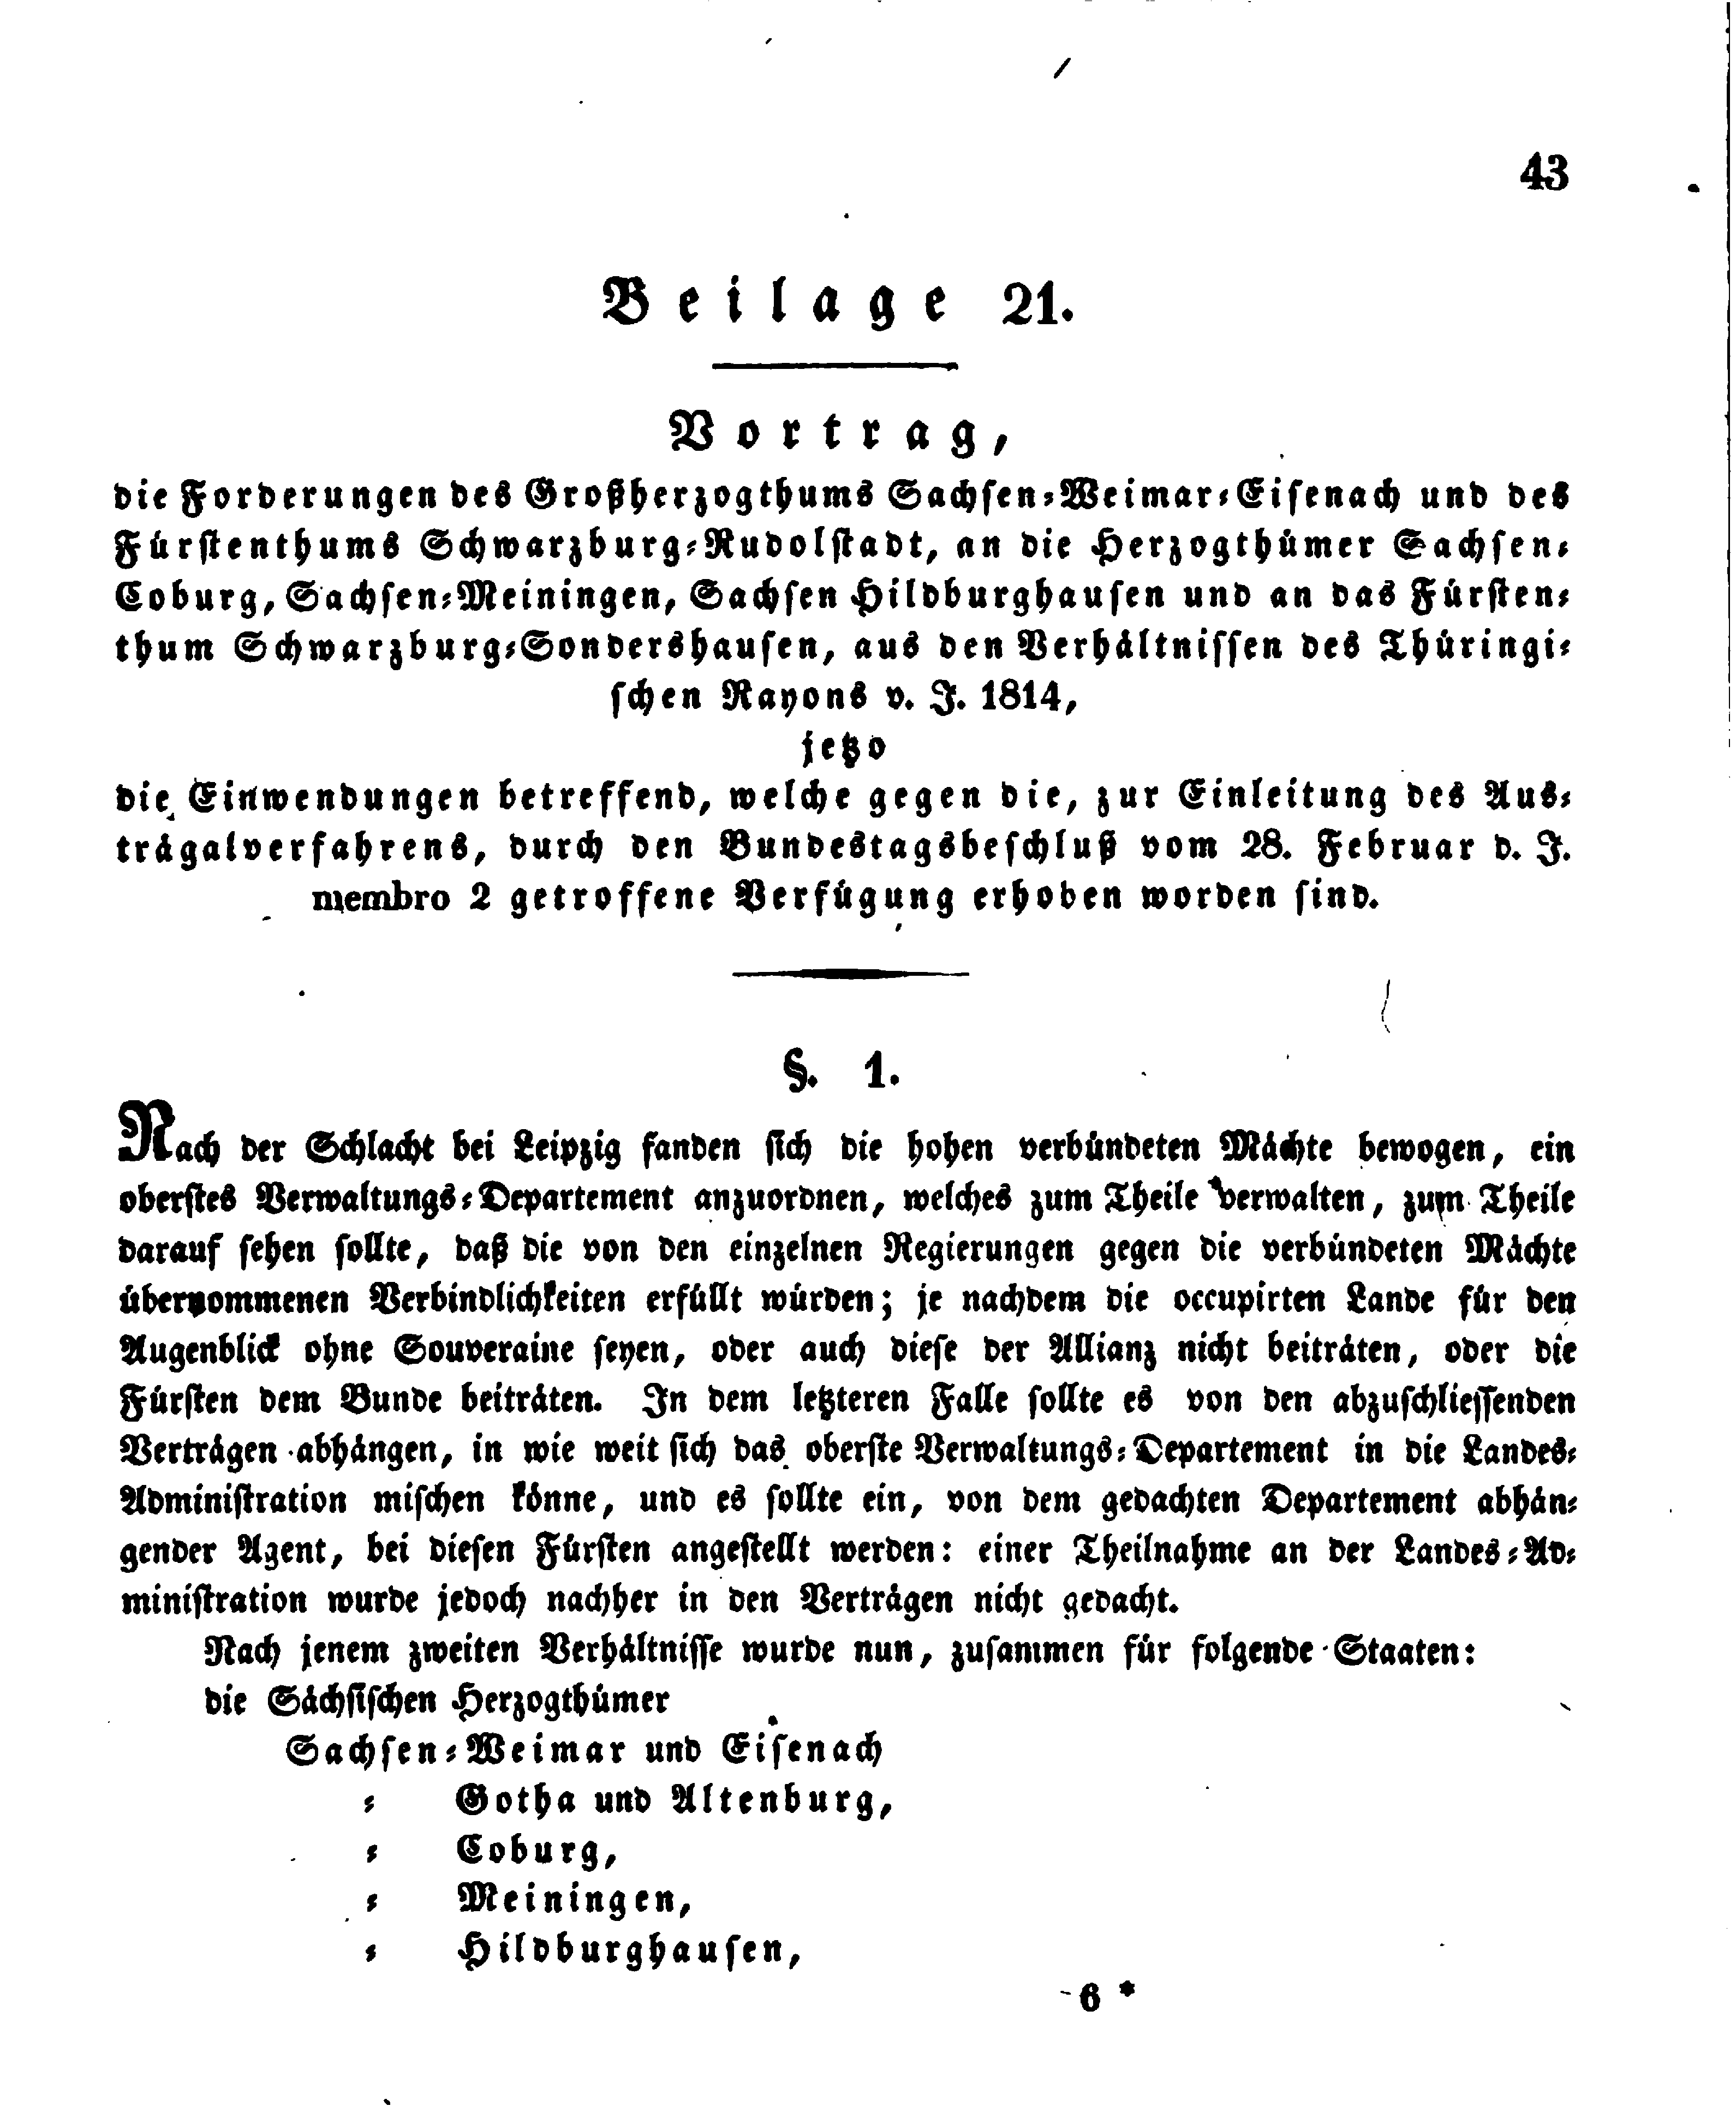 43
Beilage 21.
Vortrag,
die Forderungen des Großherzogthums Sachsen-Weimar-Eisenach und des
Fürstenthums Schwarzburg-Rudolstadt, an die Herzogthümer Sachsen-
Coburg, Sachsen-Meiningen, Sachsen Hildburghausen und an das Fürsten-
thum Schwarzburg-Sondershausen, aus den Verhältnissen des Thüringi-
schen Rayons v. J. 1814,
jetzo
die Einwendungen betreffend, welche gegen die, zur Einleitung des Aus-
trägalverfahrens, durch den Bundestagsbeschluß vom 28. Februar d. J.
membro 2 getroffene Verfügung erhoben worden sind.
§. 1.
Nach der Schlacht bei Leipzig fanden sich die hohen verbündeten Mächte bewogen, ein
oberstes Verwaltungs-Departement anzuordnen, welches zum Theile verwalten, zum Theile
darauf sehen sollte, daß die von den einzelnen Regierungen gegen die verbündeten Mächte
übernommenen Verbindlichkeiten erfüllt würden; je nachdem die occupirten Lande für den
Augenblick ohne Souveraine seyen, oder auch diese der Allianz nicht beiträten, oder die
Fürsten dem Bunde beiträten. In dem letzteren Falle sollte es von den abzuschliessenden
Verträgen abhängen, in wie weit sich das oberste Verwaltungs-Departement in die Landes-
Administration mischen könne, und es sollte ein, von dem gedachten Departement abhän-
gender Agent, bei diesen Fürsten angestellt werden: einer Theilnahme an der Landes-Ad-
ministration wurde jedoch nachher in den Verträgen nicht gedacht.
Nach jenem zweiten Verhältnisse wurde nun, zusammen für folgende Staaten:
die Sächsischen Herzogthümer
Sachsen-Weimar und Eisenach
- Gotha und Altenburg,
- Coburg,
- Meiningen,
- Hildburghausen,
6 *